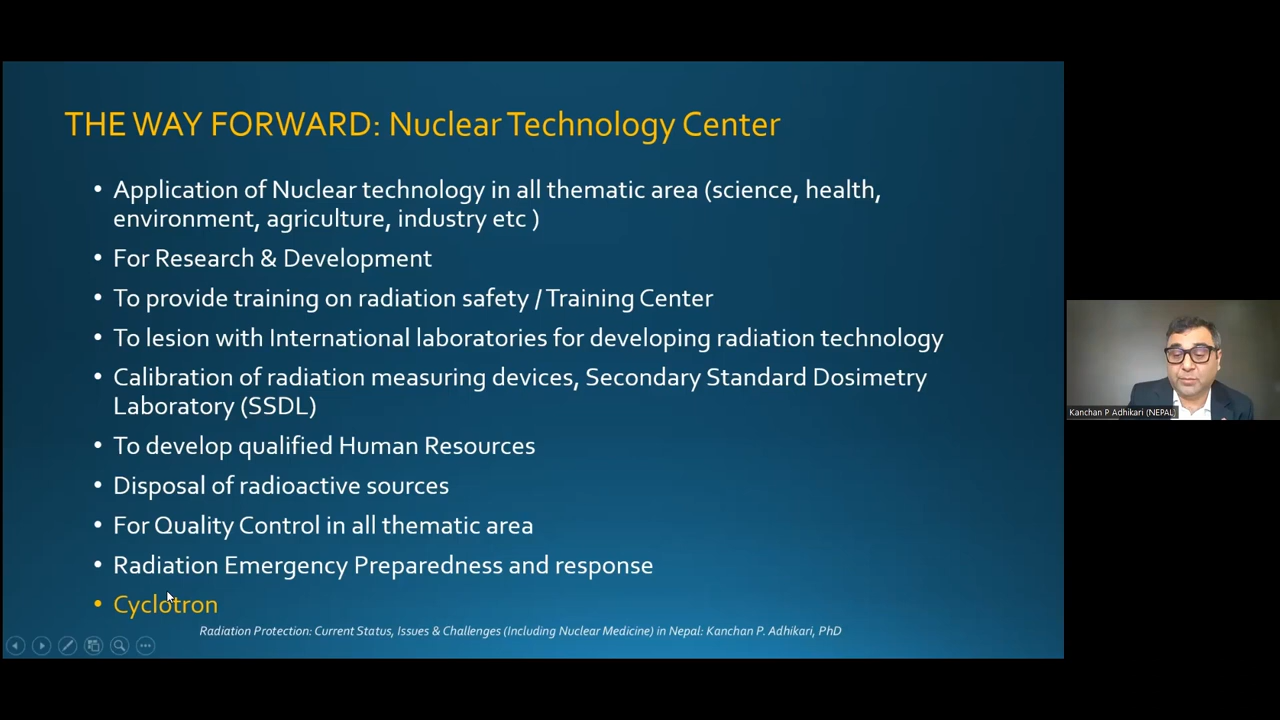 THE WAY FORWARD: Nuclear Technology Center
• Application of Nuclear technology in all thematic area (science, health,
environment, agriculture, industry etc )
• For Research & Development
• To provide training on radiation safety / Training Center
• To lesion with International laboratories for developing radiation technology
• Calibration of radiation measuring devices, Secondary Standard Dosimetry
Laboratory (SSDL)
• To develop qualified Human Resources
• Disposal of radioactive sources
• For Quality Control in all thematic area
• Radiation Emergency Preparedness and response
• Cyclotron
Radiation Protection: Current Status, Issues & Challenges (Including Nuclear Medicine) in Nepal: Kanchan P. Adhikari, PhD
Kanchan P Adhikari (NEPAL)